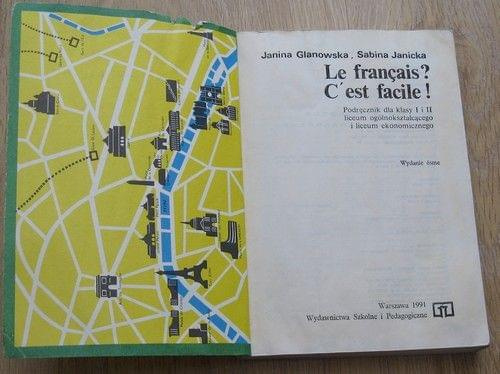 Janina Glanowska, Sabina Janicka
Le français?
C'est facile!
Podręcznik dla klasy I i II
liceum ogólnokształcącego
i liceum ekonomicznego
Wydanie ósme
Warszawa 1991
Wydawnictwa Szkolne i Pedagogiczne